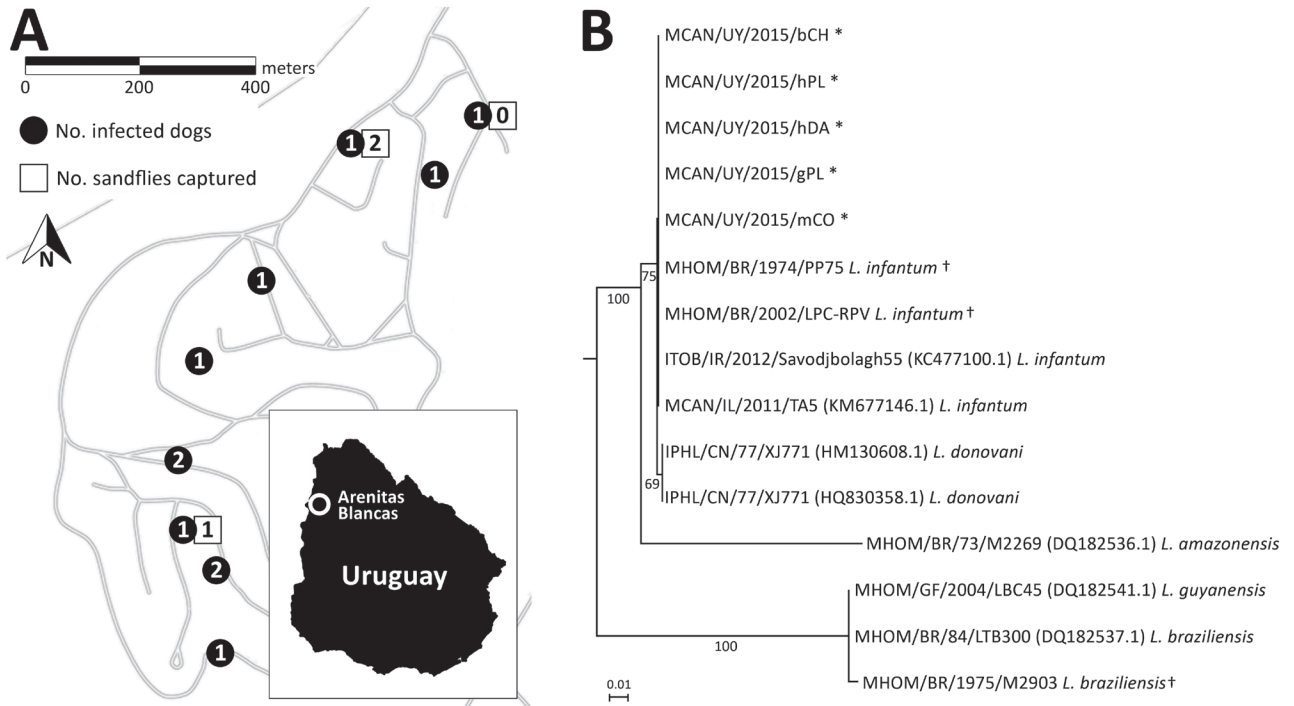 A
meters
0 200 400
No. infected dogs
No. sandflies captured
N
1 0
1 2
1
1
1
2
1 1
2
1
Arenitas
Blancas
Uruguay
B
MCAN/UY/2015/bCH *
MCAN/UY/2015/hPL *
MCAN/UY/2015/hDA *
MCAN/UY/2015/gPL *
MCAN/UY/2015/mCO *
MHOM/BR/1974/PP75 L. infantum †
75
100
MHOM/BR/2002/LPC-RPV L. infantum †
ITOB/IR/2012/Savodjbolagh55 (KC477100.1) L. infantum
MCAN/IL/2011/TA5 (KM677146.1) L. infantum
IPHL/CN/77/XJ771 (HM130608.1) L. donovani
69
IPHL/CN/77/XJ771 (HQ830358.1) L. donovani
MHOM/BR/73/M2269 (DQ182536.1) L. amazonensis
MHOM/GF/2004/LBC45 (DQ182541.1) L. guyanensis
MHOM/BR/84/LTB300 (DQ182537.1) L. braziliensis
100
MHOM/BR/1975/M2903 L. braziliensis†
0.01